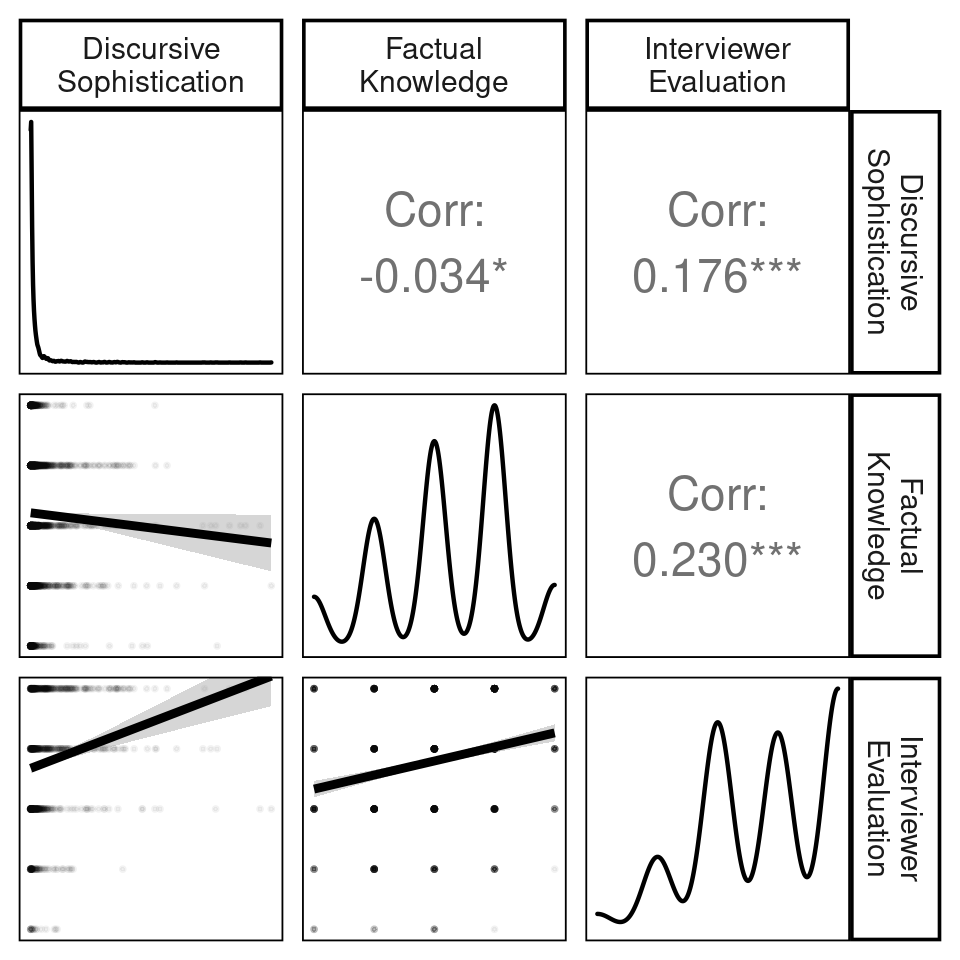 Discursive
Sophistication
Factual
Knowledge
Interviewer
Evaluation
Corr:
-0.034*
Corr:
0.176***
Discursive
Sophistication
Corr:
0.230***
Factual
Knowledge
Interviewer
Evaluation